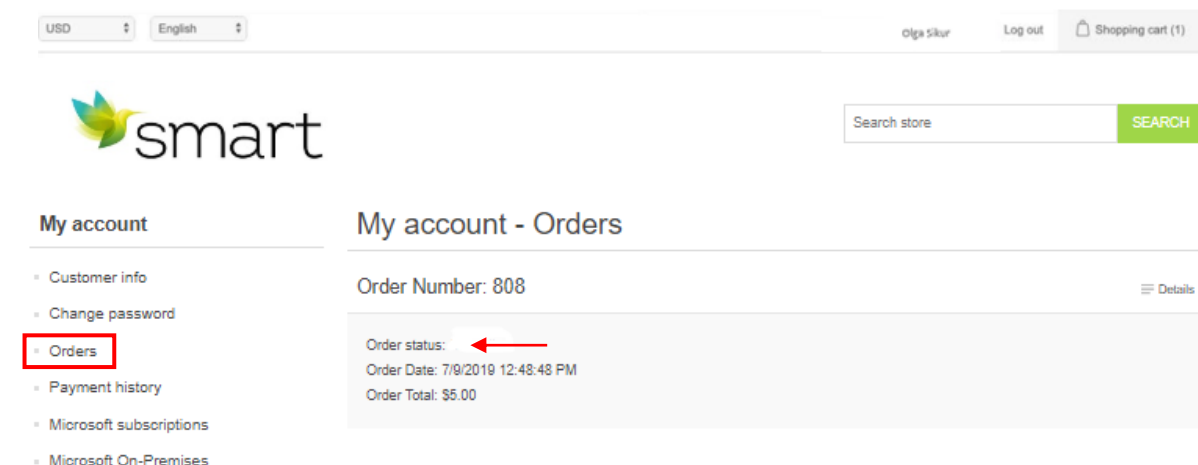 USD English Olga Sikur Log out Shopping cart (1)
smart
Search store SEARCH
My account
Customer info
Change password
Orders
Payment history
Microsoft subscriptions
Microsoft On-Premises
My account - Orders
Order Number: 808 Details
Order status:
Order Date: 7/9/2019 12:48:48 PM
Order Total: $5.00